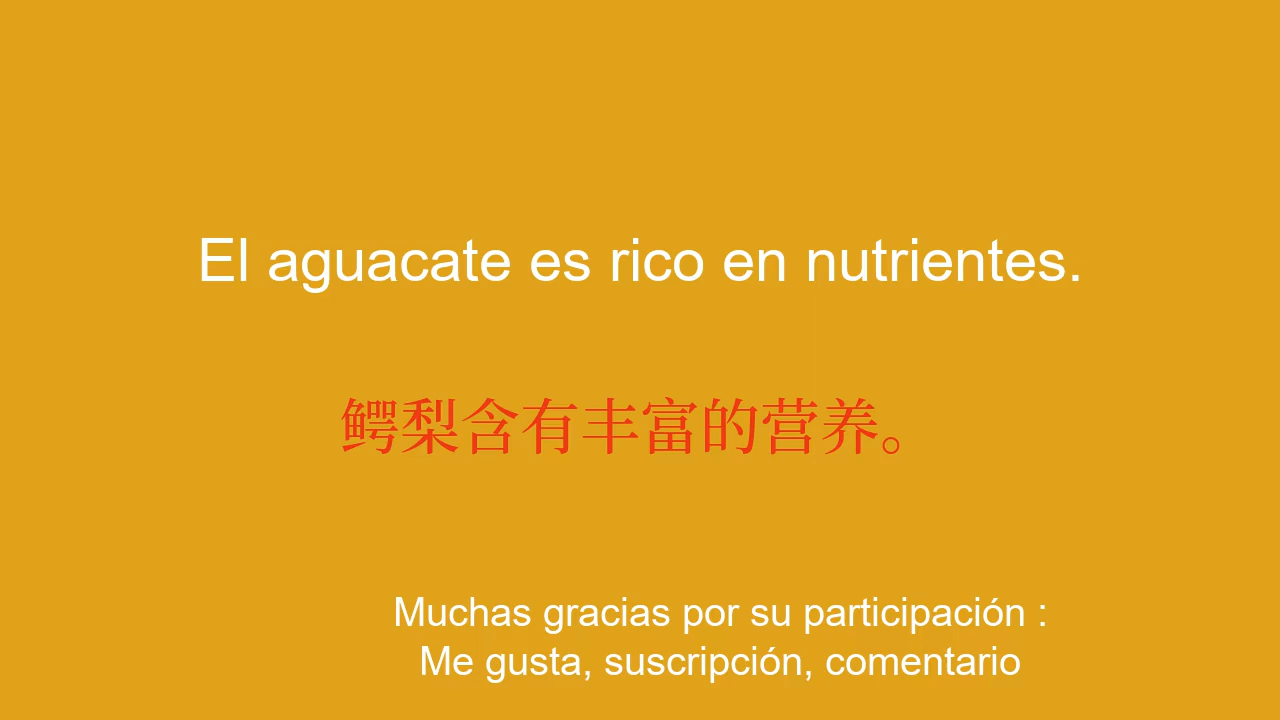 El aguacate es rico en nutrientes.
鳄梨含有丰富的营养。
Muchas gracias por su participación :
Me gusta, suscripción, comentario